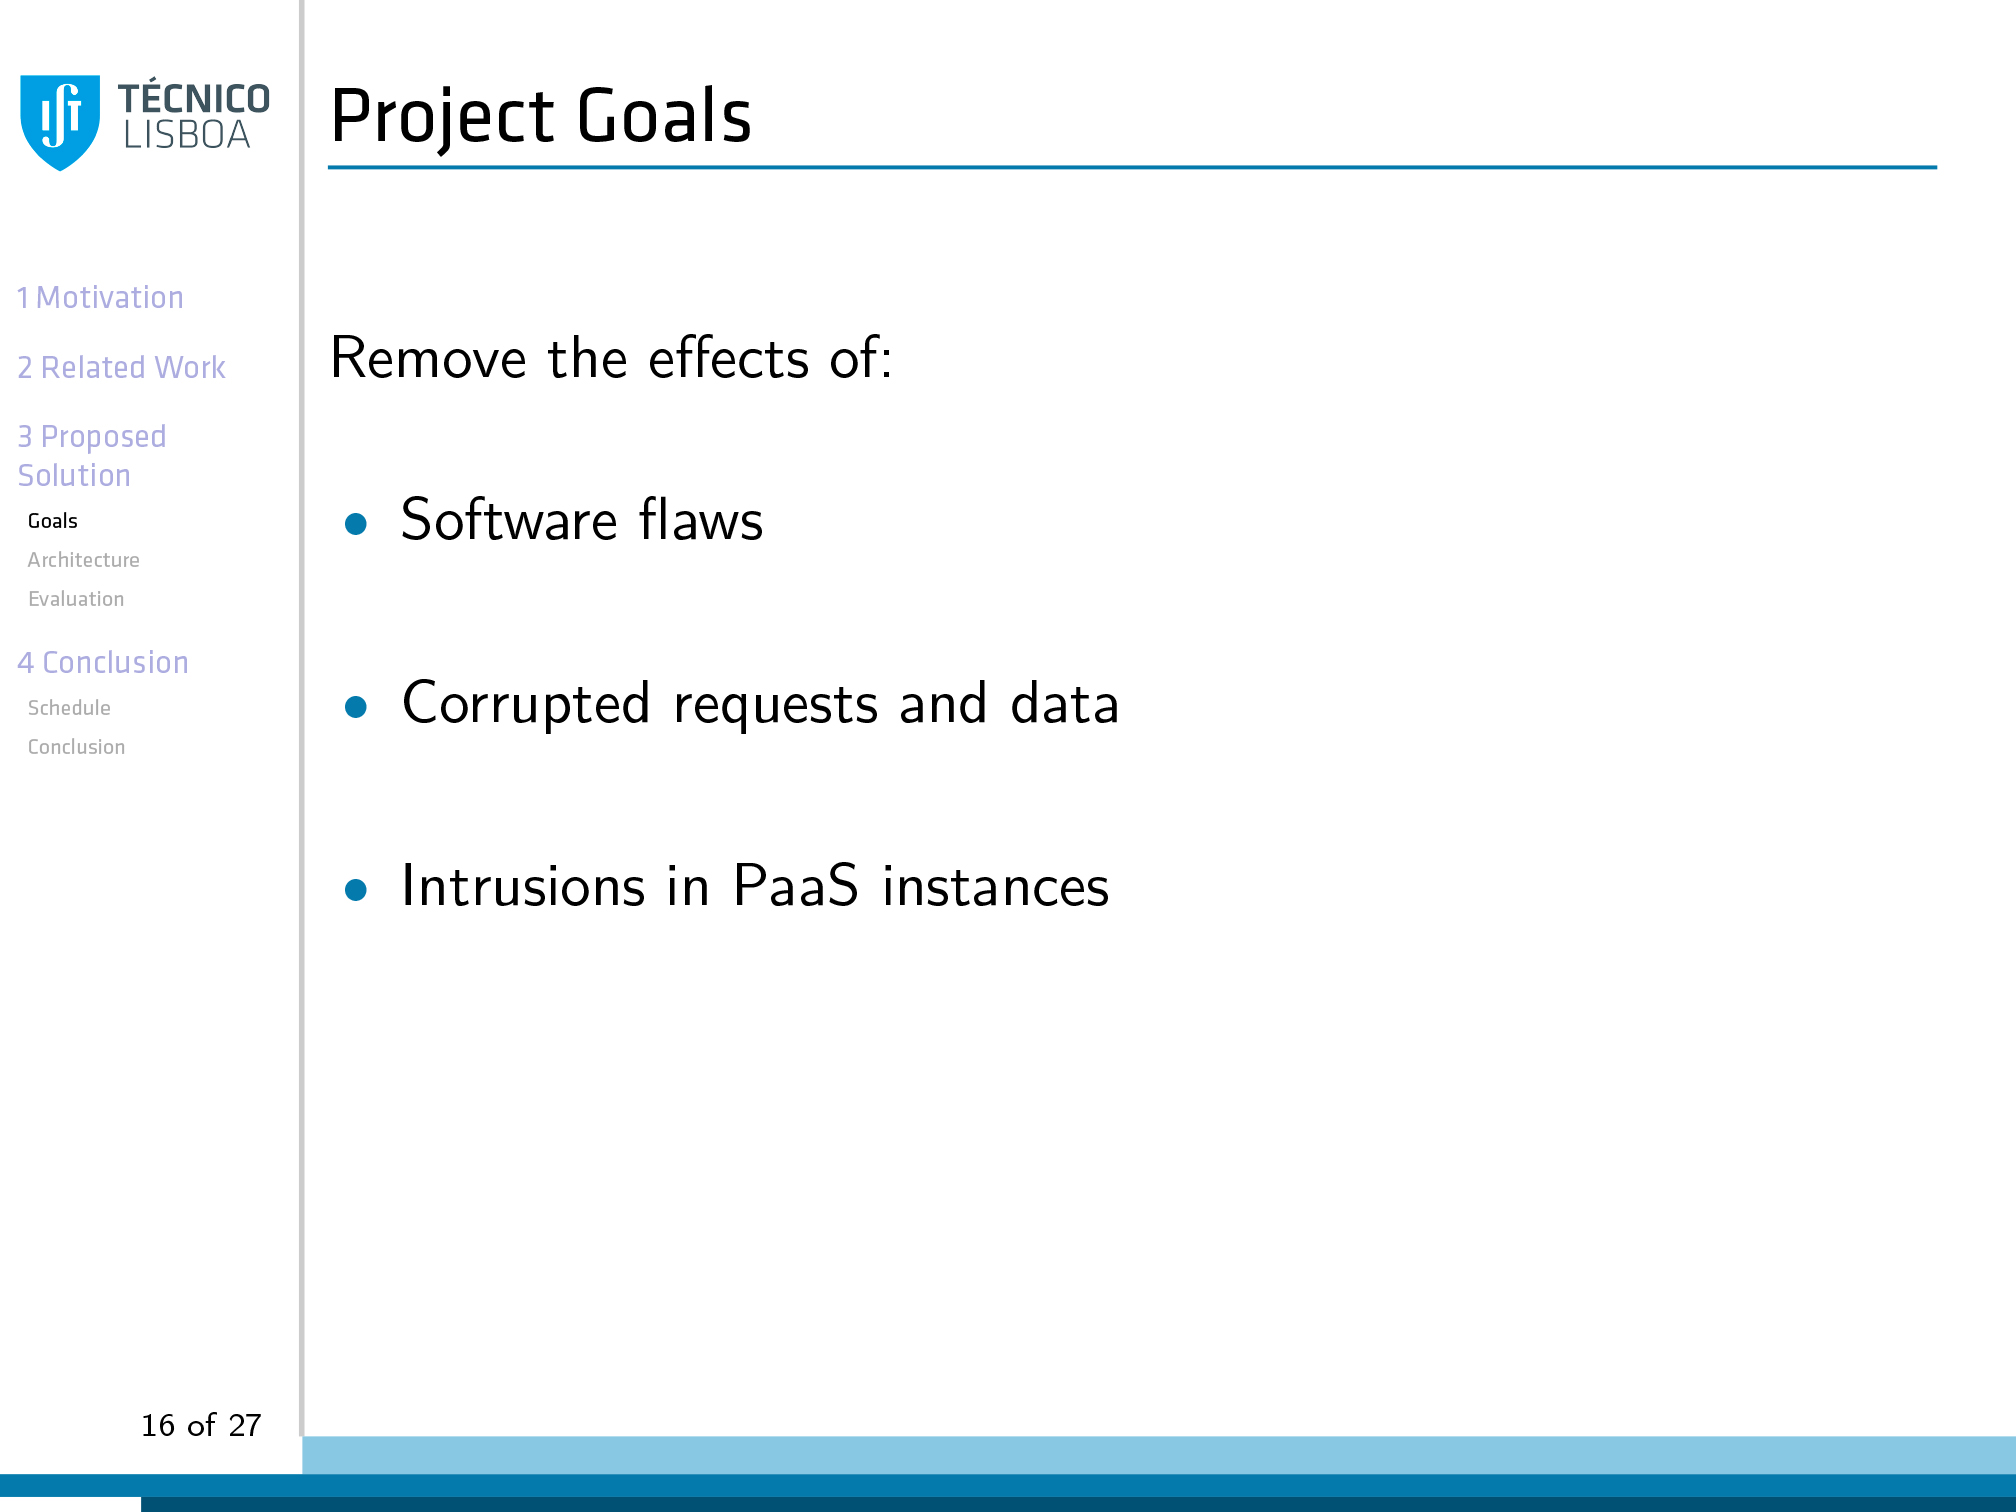 TÉCNICO
LISBOA
Project Goals
1 Motivation
2 Related Work
3 Proposed
Solution
Goals
Architecture
Evaluation
4 Conclusion
Schedule
Conclusion
Remove the effects of:
• Software flaws
• Corrupted requests and data
• Intrusions in PaaS instances
16 of 27